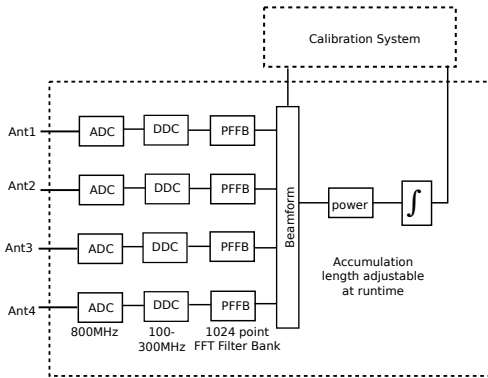 Calibration System
Ant1
ADC
DDC
PFFB
Ant2
ADC
DDC
PFFB
Ant3
ADC
DDC
PFFB
Ant4
ADC
DDC
PFFB
Beamform
power
∫
Accumulation
length adjustable
at runtime
800MHz
100-
300MHz
1024 point
FFT Filter Bank